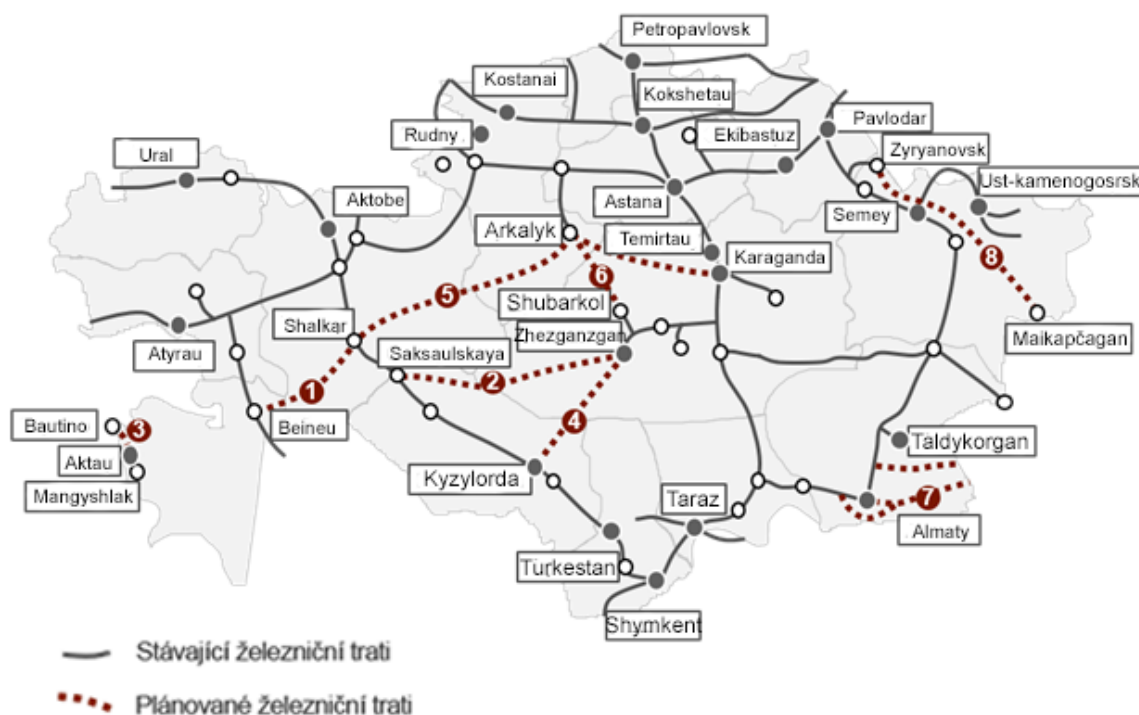 Petropavlovsk
Kostanai
Kokshetau
Rudny
Ekibastuz
Pavlodar
Zyryanovsk
Ural
Ust-kamenogosrsk
Aktobe
Astana
Semey
Arkalyk
Temirtau
Karaganda
8
6
5
Shubarkol
Shalkar
Zhezganzgan
Maikapčagan
Atyrau
Saksaulskaya
2
1
4
Bautino
3
Beineu
Taldykorgan
Aktau
Kyzylorda
Mangyshlak
Taraz
7
Almaty
Turkestan
Shymkent
Stávající železniční trati
Plánované železniční trati